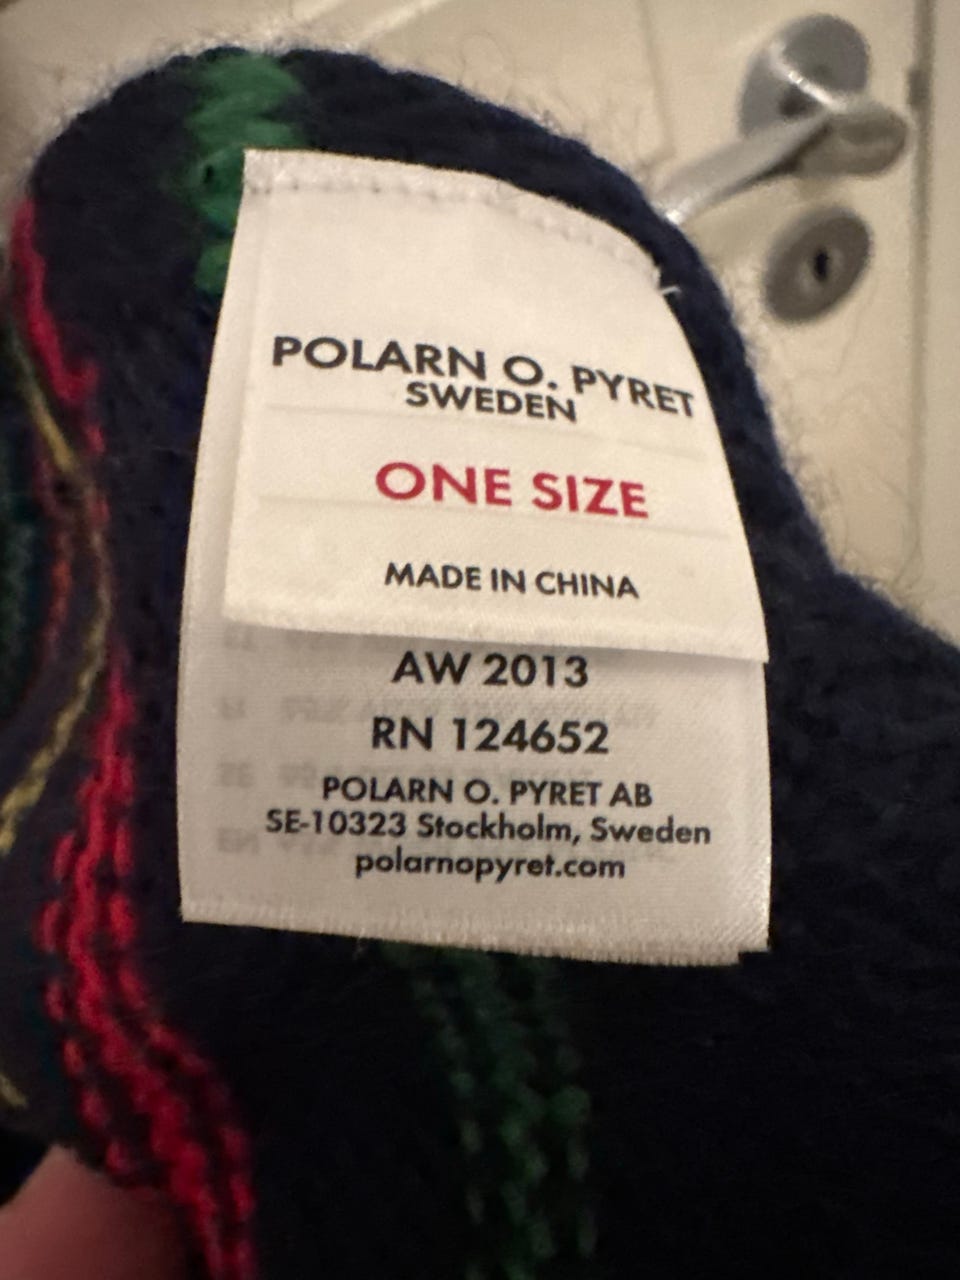 POLARN O. PYRET
SWEDEN
ONE SIZE
MADE IN CHINA
AW 2013
RN 124652
POLARN O. PYRET AB
SE-10323 Stockholm, Sweden
polarnopyret.com